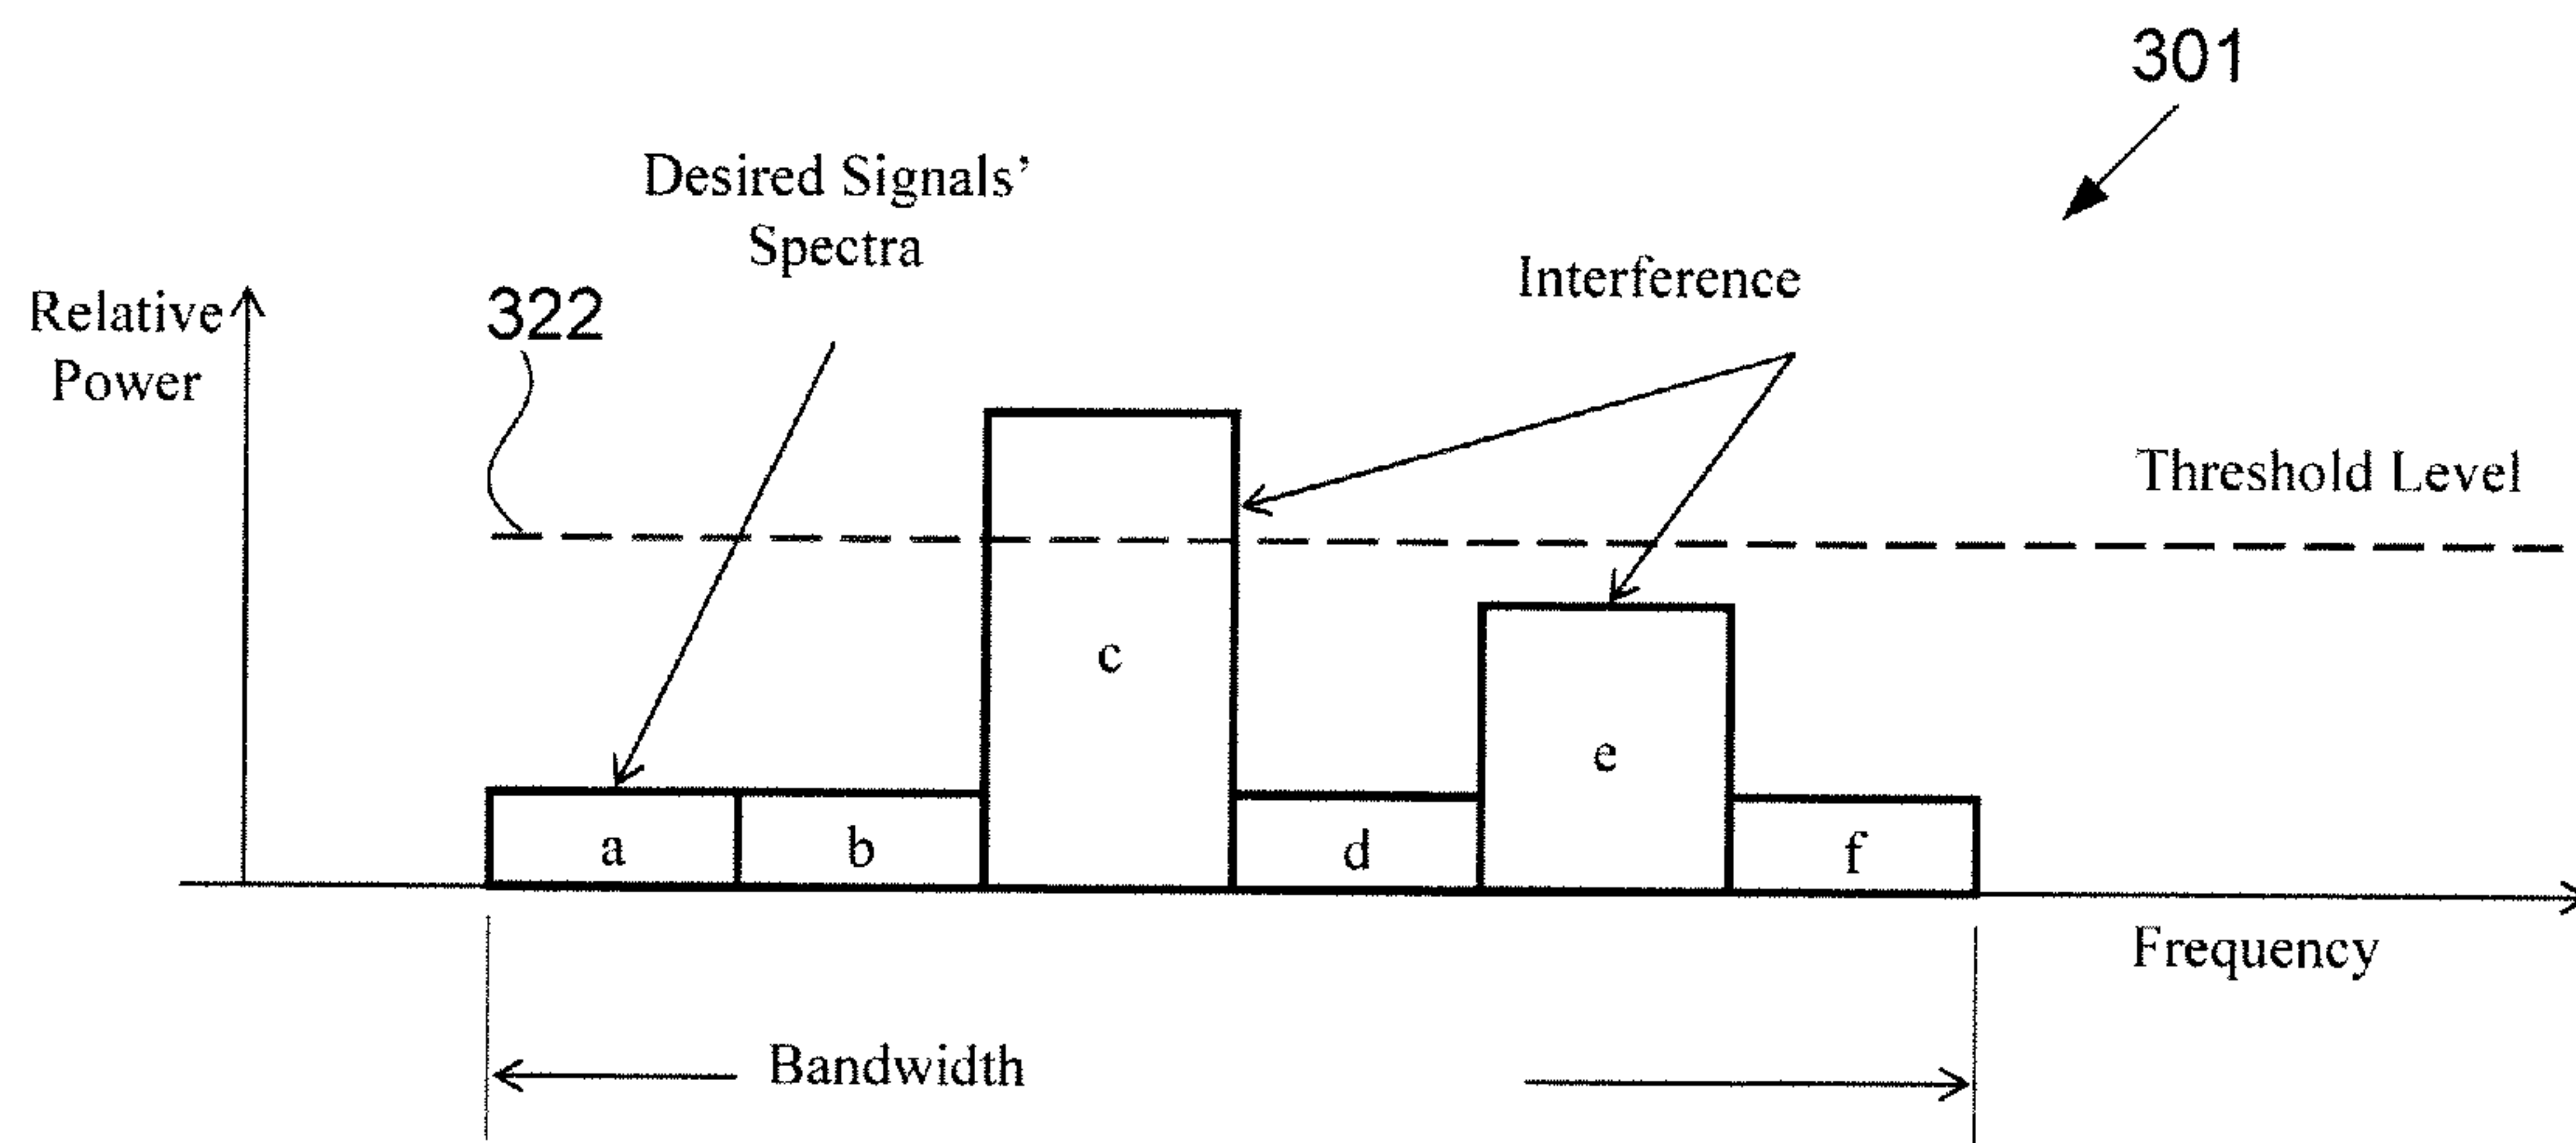 301
Desired Signals’
Spectra
Interference
Relative
Power
322
Threshold Level
c
e
a
b
d
f
Frequency
Bandwidth